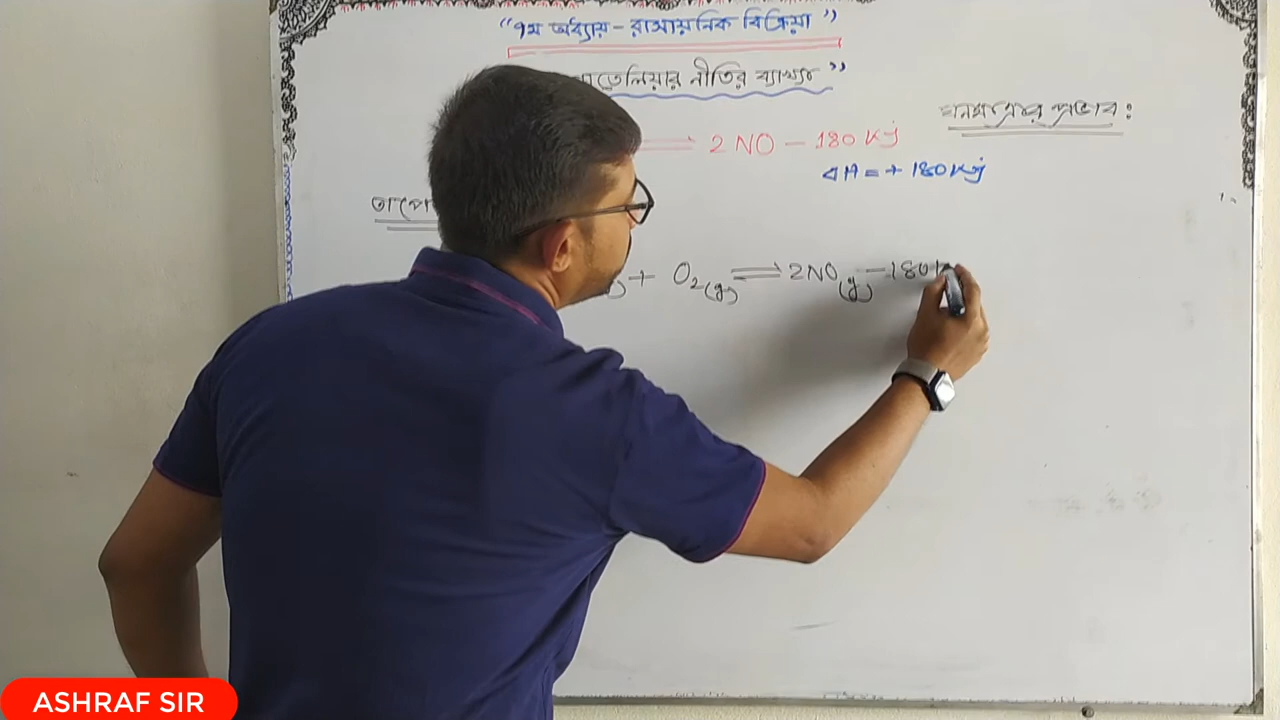 “৭ম অধ্যায় - রাসায়নিক বিক্রিয়া”
নীতির ব্যাখ্যা”
ঘনমাত্রার প্রভাব:
⇌ 2 NO - 180 kj
ΔH = + 180 kj
+ O2(g) ⇌ 2NO(g) - 180
ASHRAF SIR